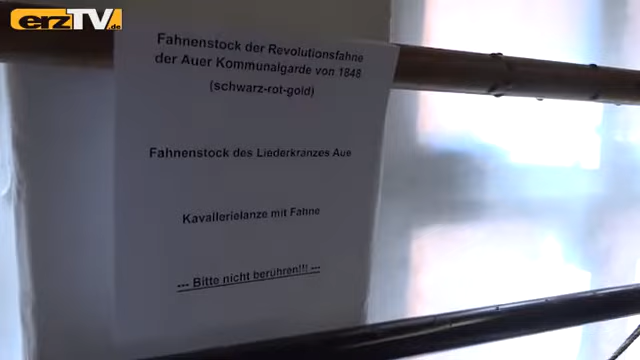 erzTV.de
Fahnenstock der Revolutionsfahne
der Auer Kommunalgarde von 1848
(schwarz-rot-gold)
Fahnenstock des Liederkranzes Aue
Kavallerielanze mit Fahne
--- Bitte nicht berühren!!! ---